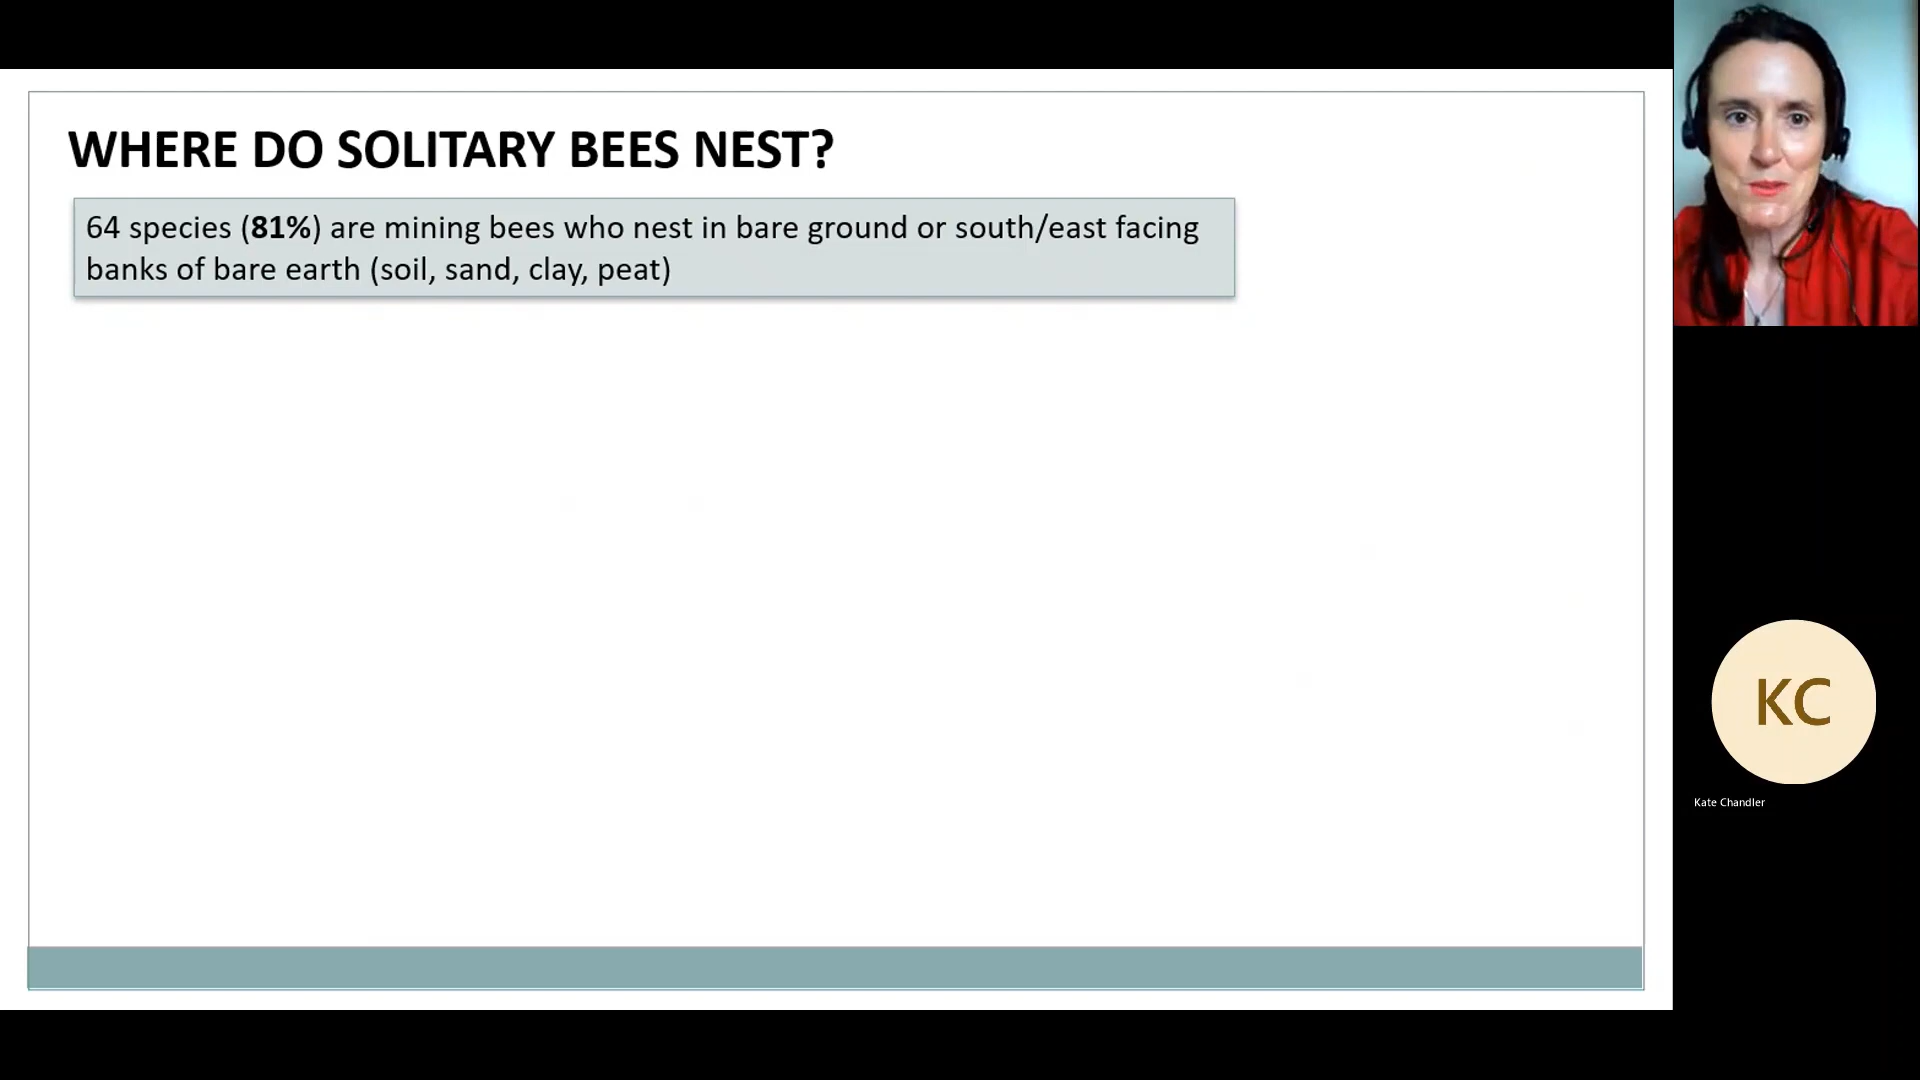 WHERE DO SOLITARY BEES NEST?
64 species (81%) are mining bees who nest in bare ground or south/east facing
banks of bare earth (soil, sand, clay, peat)
KC
Kate Chandler